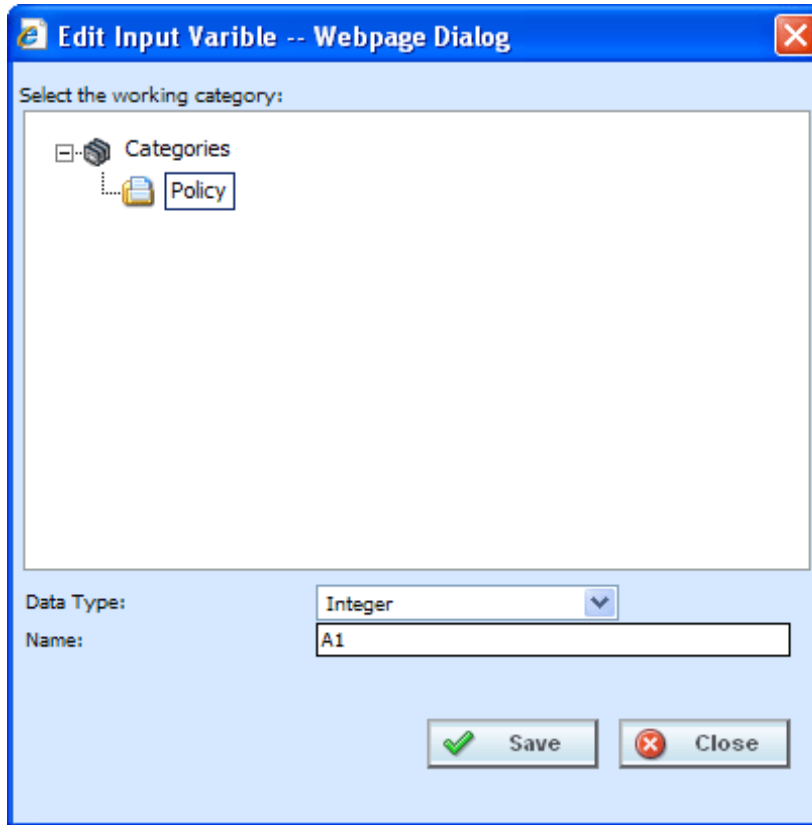 Edit Input Varible -- Webpage Dialog
Select the working category:
Categories
Policy
Data Type: Integer
Name: A1
Save Close